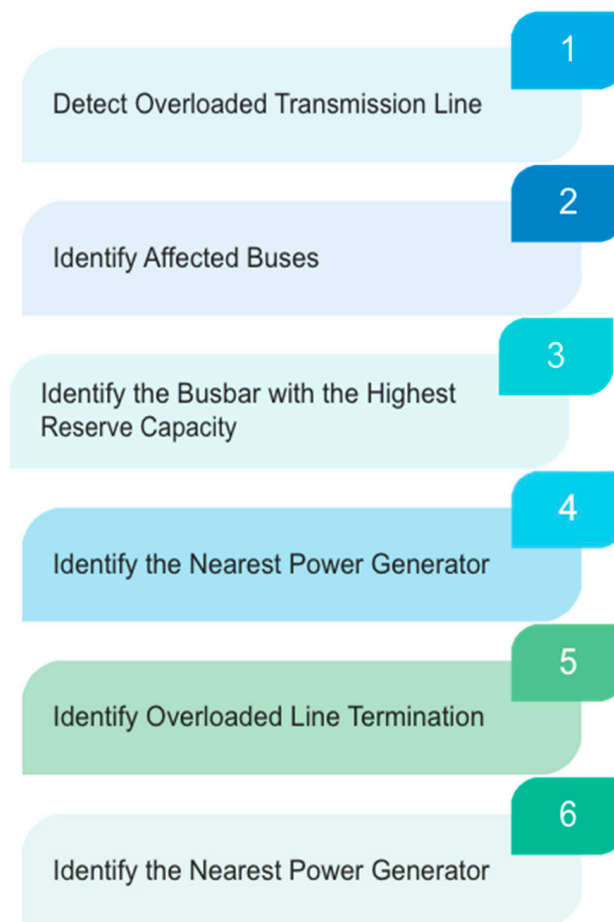 1
Detect Overloaded Transmission Line
2
Identify Affected Buses
3
Identify the Busbar with the Highest
Reserve Capacity
4
Identify the Nearest Power Generator
5
Identify Overloaded Line Termination
6
Identify the Nearest Power Generator